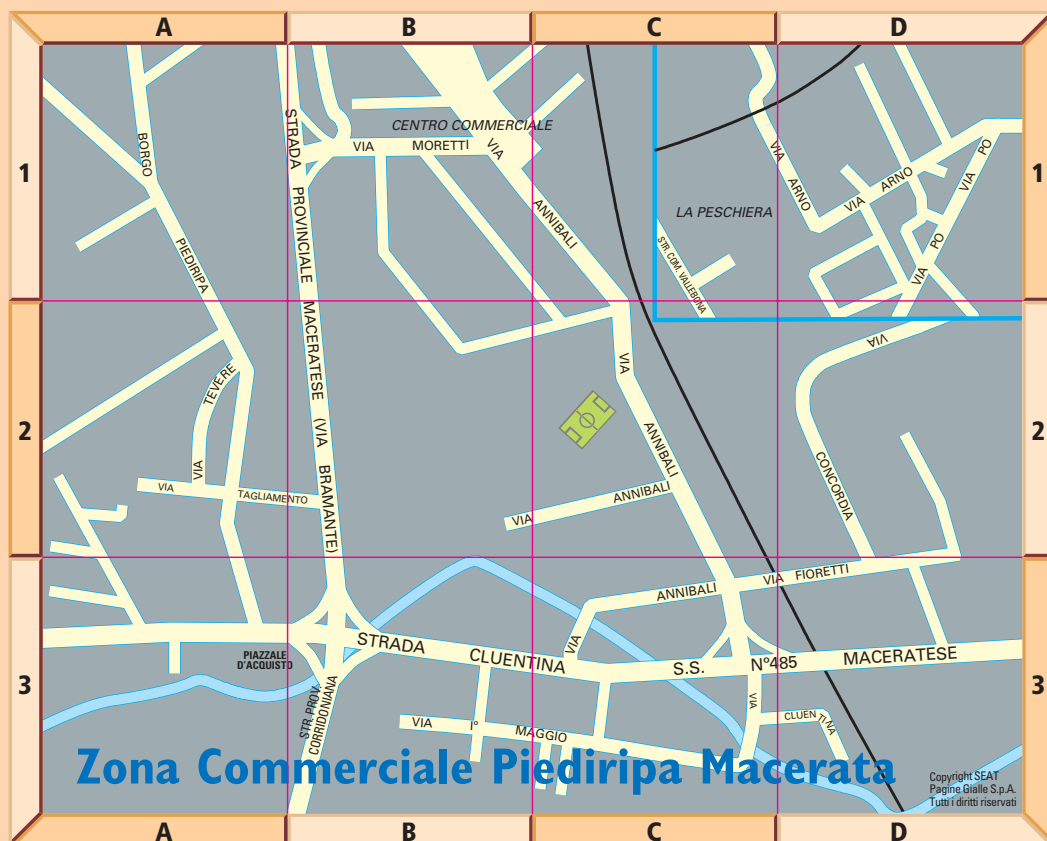 A B C D
1 1
2 2
3 3
BORGO
PIEDIRIPA
STRADA PROVINCIALE MACERATESE (VIA BRAMANTE)
CENTRO COMMERCIALE
VIA MORETTI
VIA
ANNIBALI
LA PESCHIERA
STR. COM. VALLEBONA
VIA ARNO
VIA ARNO
VIA PO
VIA PO
VIA TEVERE
VIA TAGLIAMENTO
VIA
ANNIBALI
VIA ANNIBALI
VIA
CONCORDIA
VIA ANNIBALI
VIA FIORETTI
PIAZZALE
D'ACQUISTO
STRADA CLUENTINA S.S. N°485 MACERATESE
STR. PROV.
CORRIDONIANA
VIA I° MAGGIO
VIA CLUENTINA
Zona Commerciale Piediripa Macerata
Copyright SEAT
Pagine Gialle S.p.A.
Tutti i diritti riservati
A B C D